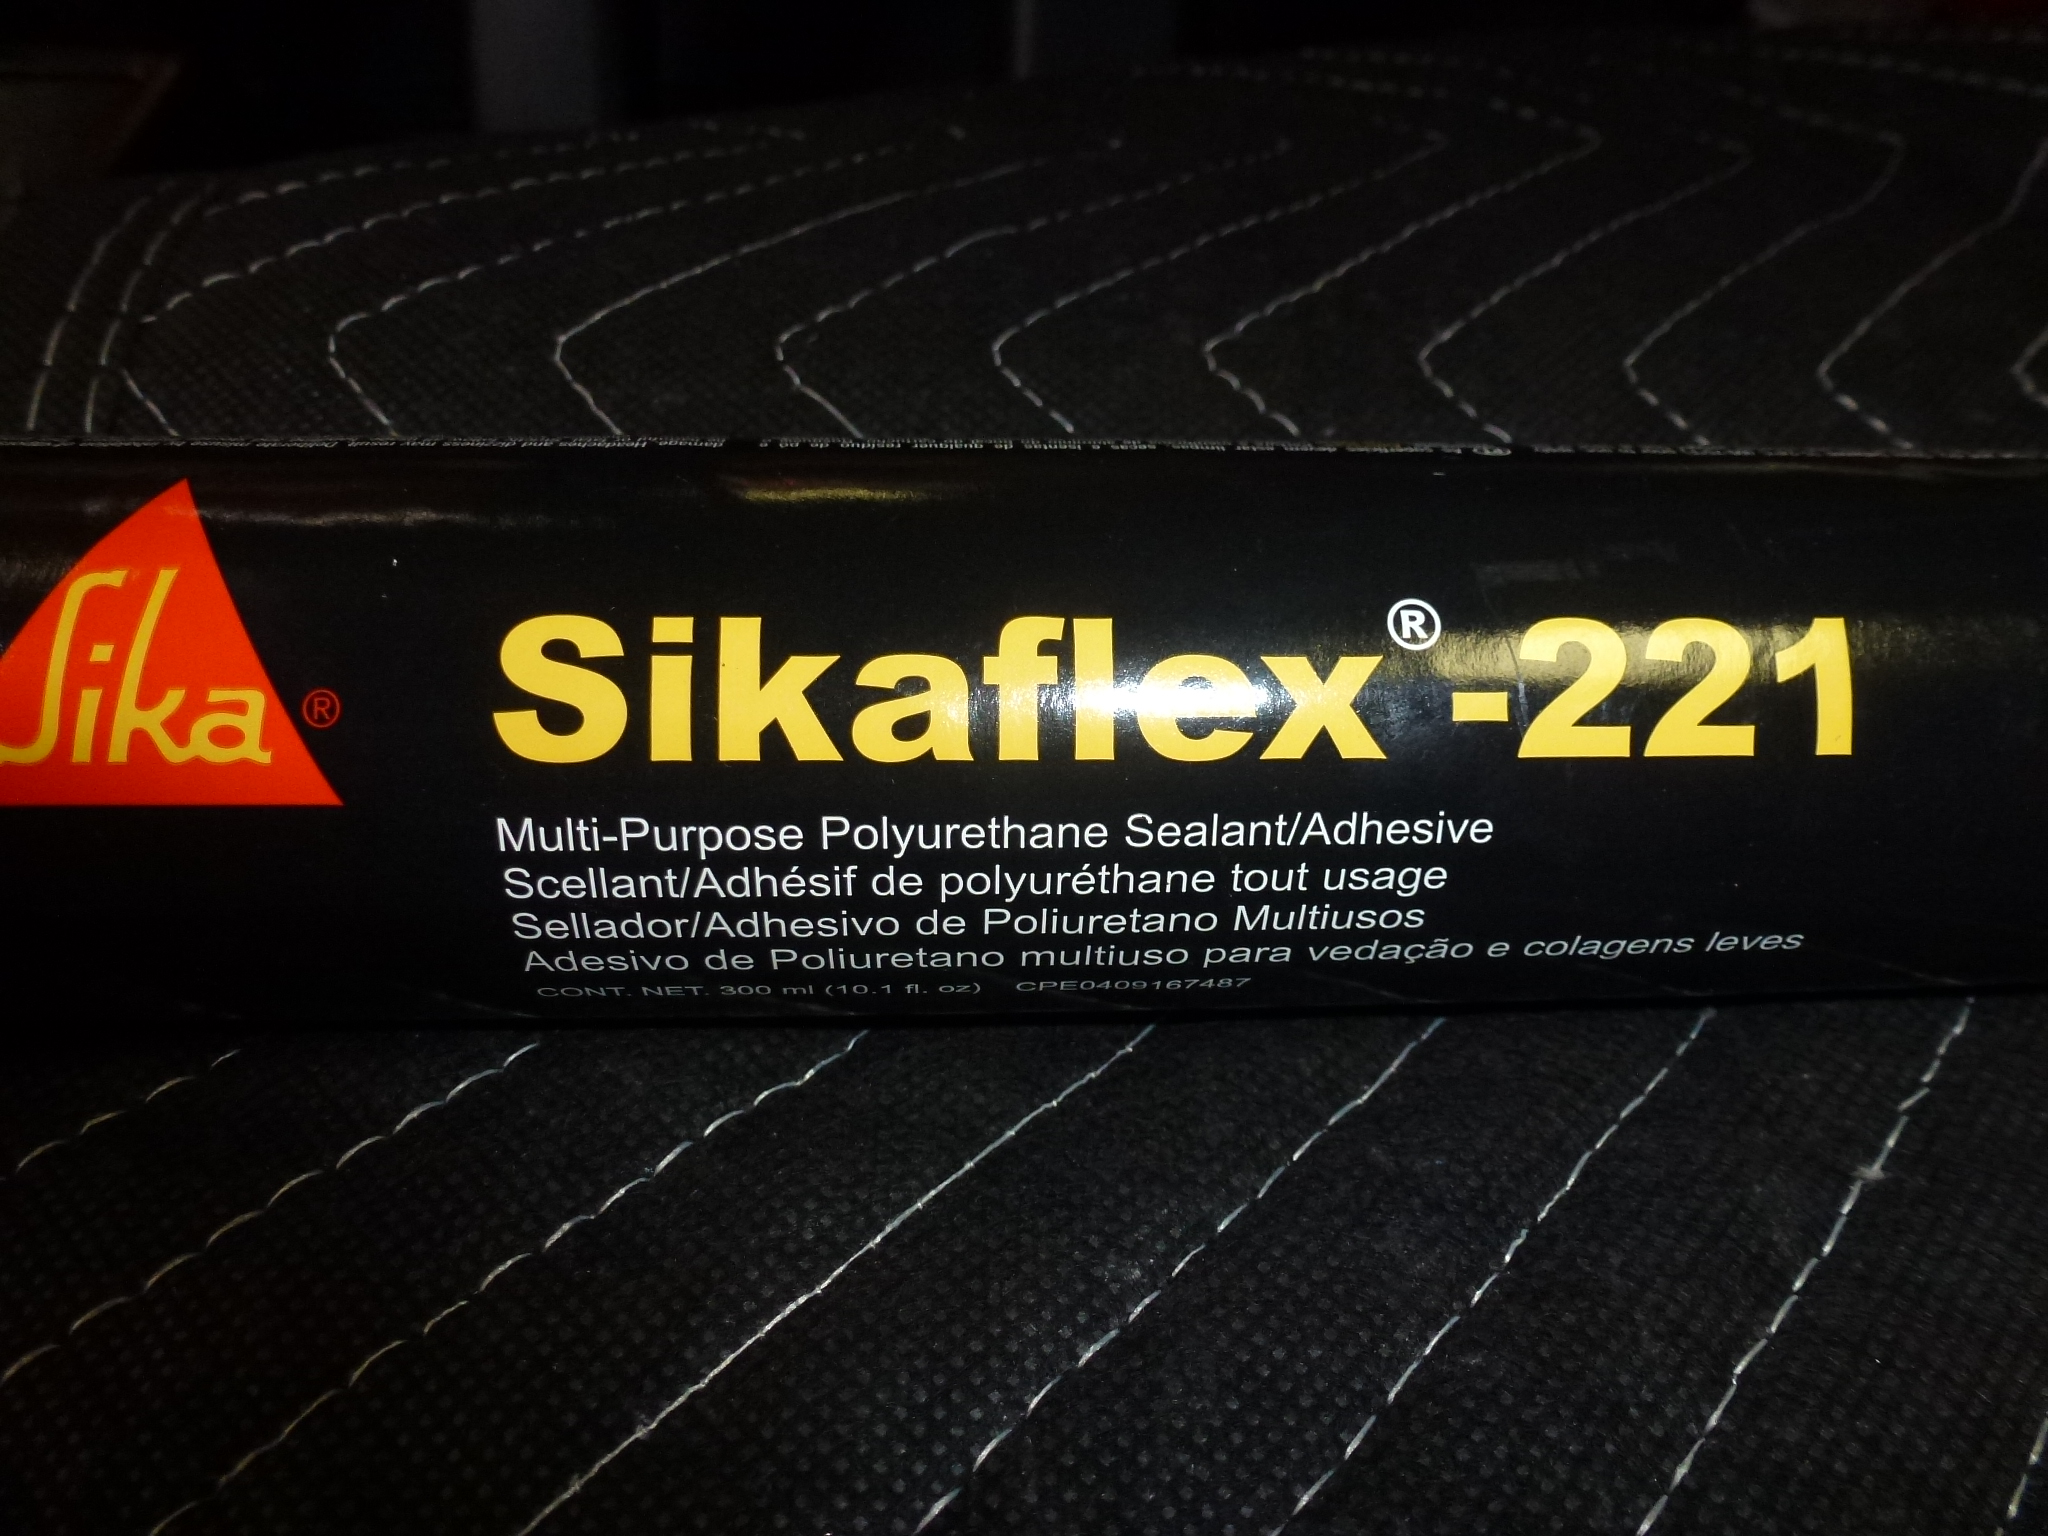 Sika®
Sikaflex®-221
Multi-Purpose Polyurethane Sealant/Adhesive
Scellant/Adhésif de polyuréthane tout usage
Sellador/Adhesivo de Poliuretano Multiusos
Adesivo de Poliuretano multiuso para vedação e colagens leves
CONT. NET. 300 ml (10.1 fl. oz) CPE0409167487